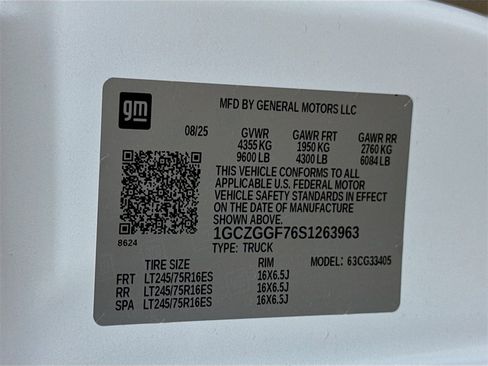 gm
MFD BY GENERAL MOTORS LLC
08/25 GVWR GAWR FRT GAWR RR
4355 KG 1950 KG 2760 KG
9600 LB 4300 LB 6084 LB
THIS VEHICLE CONFORMS TO ALL
APPLICABLE U.S. FEDERAL MOTOR
VEHICLE SAFETY STANDARDS IN EFFECT
ON THE DATE OF MANUFACTURE
SHOWN ABOVE.
1GCZGGF76S1263963
8624
TYPE: TRUCK
MODEL: 63CG33405
TIRE SIZE RIM
FRT LT245/75R16ES 16X6.5J
RR LT245/75R16ES 16X6.5J
SPA LT245/75R16ES 16X6.5J